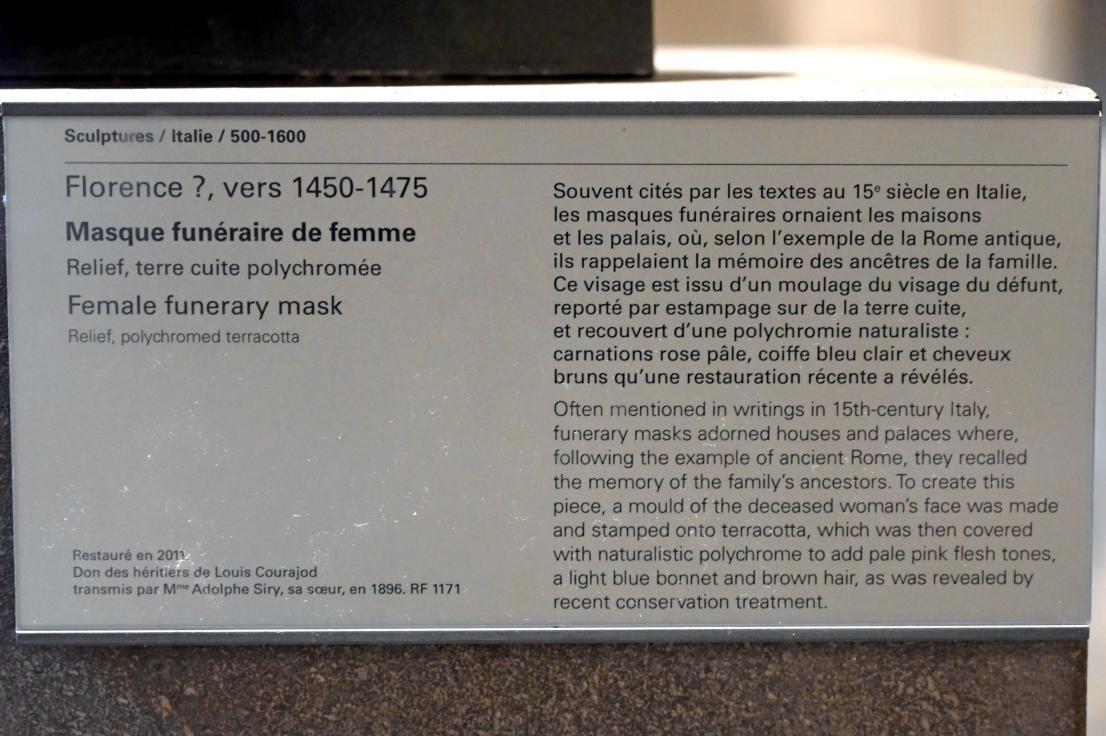 Sculptures / Italie / 500-1600
Florence ?, vers 1450-1475
Masque funéraire de femme
Relief, terre cuite polychromée
Female funerary mask
Relief, polychromed terracotta
Restauré en 2011
Don des héritiers de Louis Courajod
transmis par Mme Adolphe Siry, sa sœur, en 1896. RF 1171
Souvent cités par les textes au 15e siècle en Italie,
les masques funéraires ornaient les maisons
et les palais, où, selon l'exemple de la Rome antique,
ils rappelaient la mémoire des ancêtres de la famille.
Ce visage est issu d'un moulage du visage du défunt,
reporté par estampage sur de la terre cuite,
et recouvert d'une polychromie naturaliste :
carnations rose pâle, coiffe bleu clair et cheveux
bruns qu'une restauration récente a révélés.
Often mentioned in writings in 15th-century Italy,
funerary masks adorned houses and palaces where,
following the example of ancient Rome, they recalled
the memory of the family's ancestors. To create this
piece, a mould of the deceased woman's face was made
and stamped onto terracotta, which was then covered
with naturalistic polychrome to add pale pink flesh tones,
a light blue bonnet and brown hair, as was revealed by
recent conservation treatment.